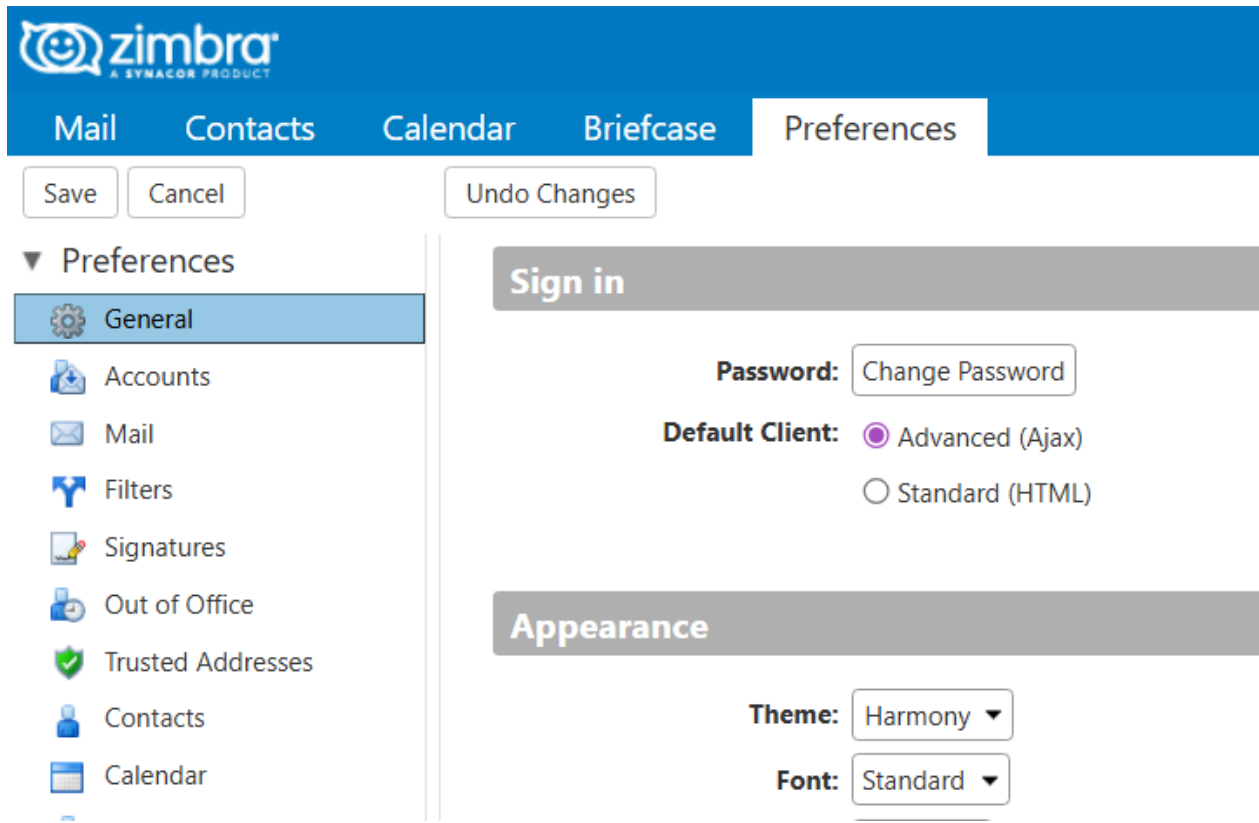 zimbra
A SYNACOR PRODUCT
Mail Contacts Calendar Briefcase Preferences
Save Cancel Undo Changes
Preferences
General
Accounts
Mail
Filters
Signatures
Out of Office
Trusted Addresses
Contacts
Calendar
Sign in
Password: Change Password
Default Client: Advanced (Ajax)
Standard (HTML)
Appearance
Theme: Harmony
Font: Standard